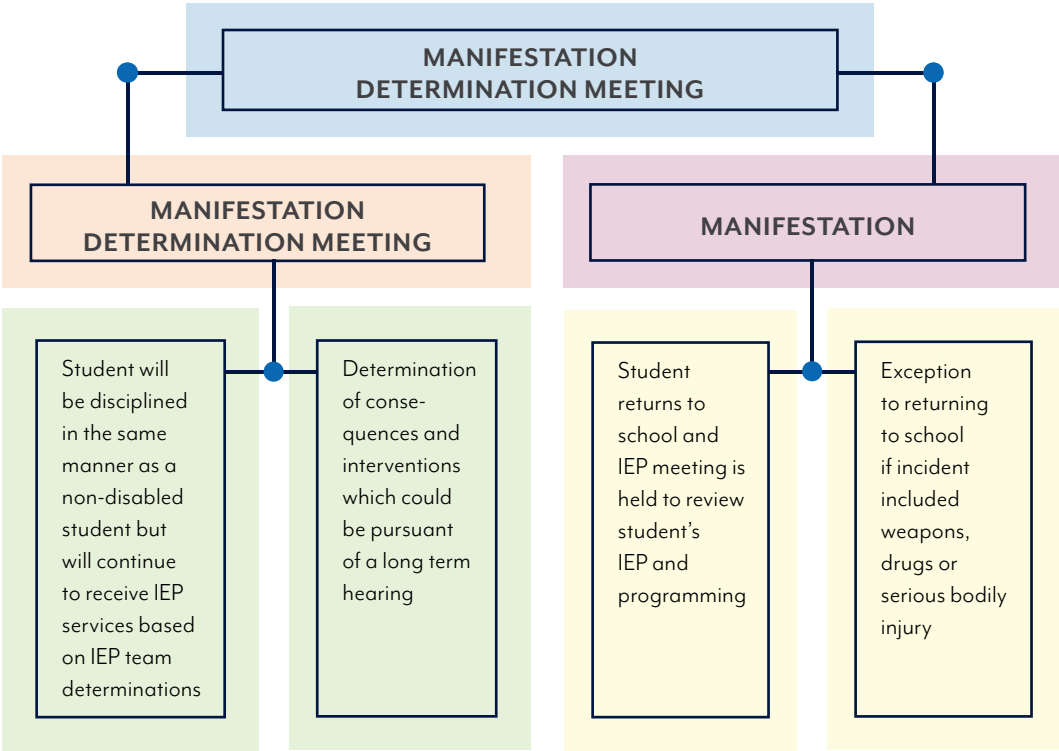 MANIFESTATION
DETERMINATION MEETING
MANIFESTATION
DETERMINATION MEETING
MANIFESTATION
Student will
be disciplined
in the same
manner as a
non-disabled
student but
will continue
to receive IEP
services based
on IEP team
determinations
Determination
of conse-
quences and
interventions
which could
be pursuant
of a long term
hearing
Student
returns to
school and
IEP meeting is
held to review
student’s
IEP and
programming
Exception
to returning
to school
if incident
included
weapons,
drugs or
serious bodily
injury